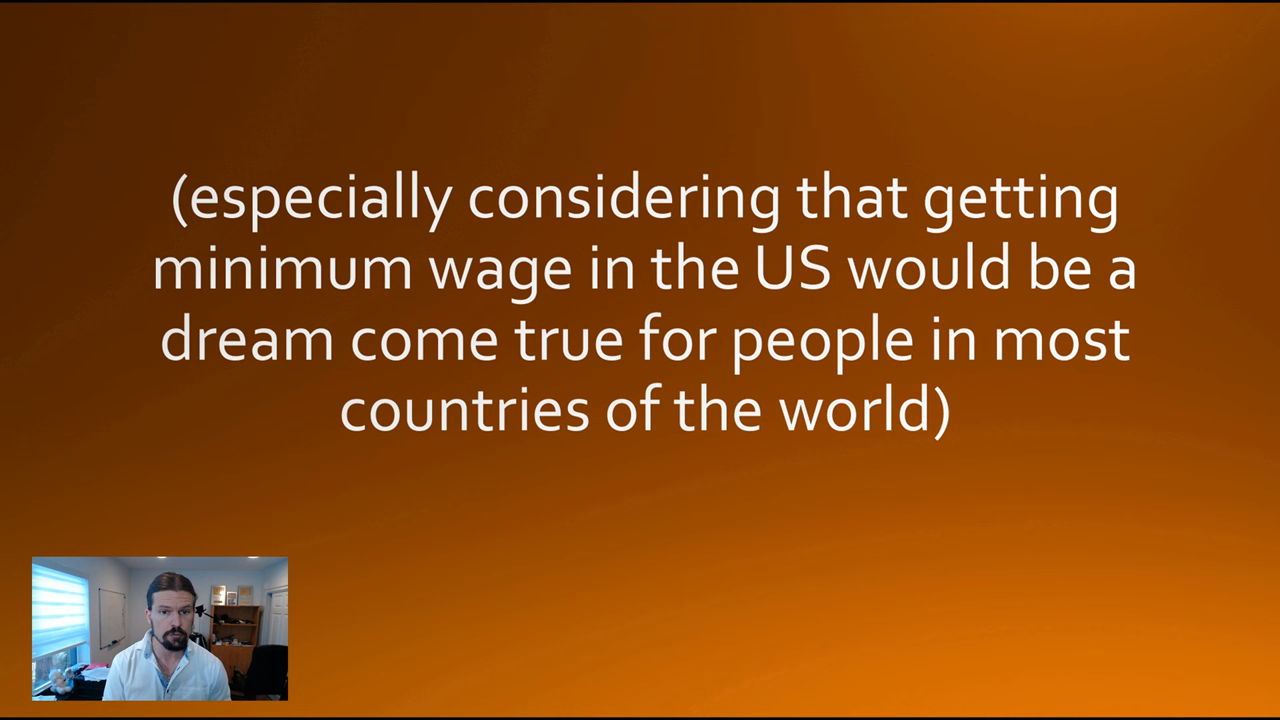 (especially considering that getting
minimum wage in the US would be a
dream come true for people in most
countries of the world)